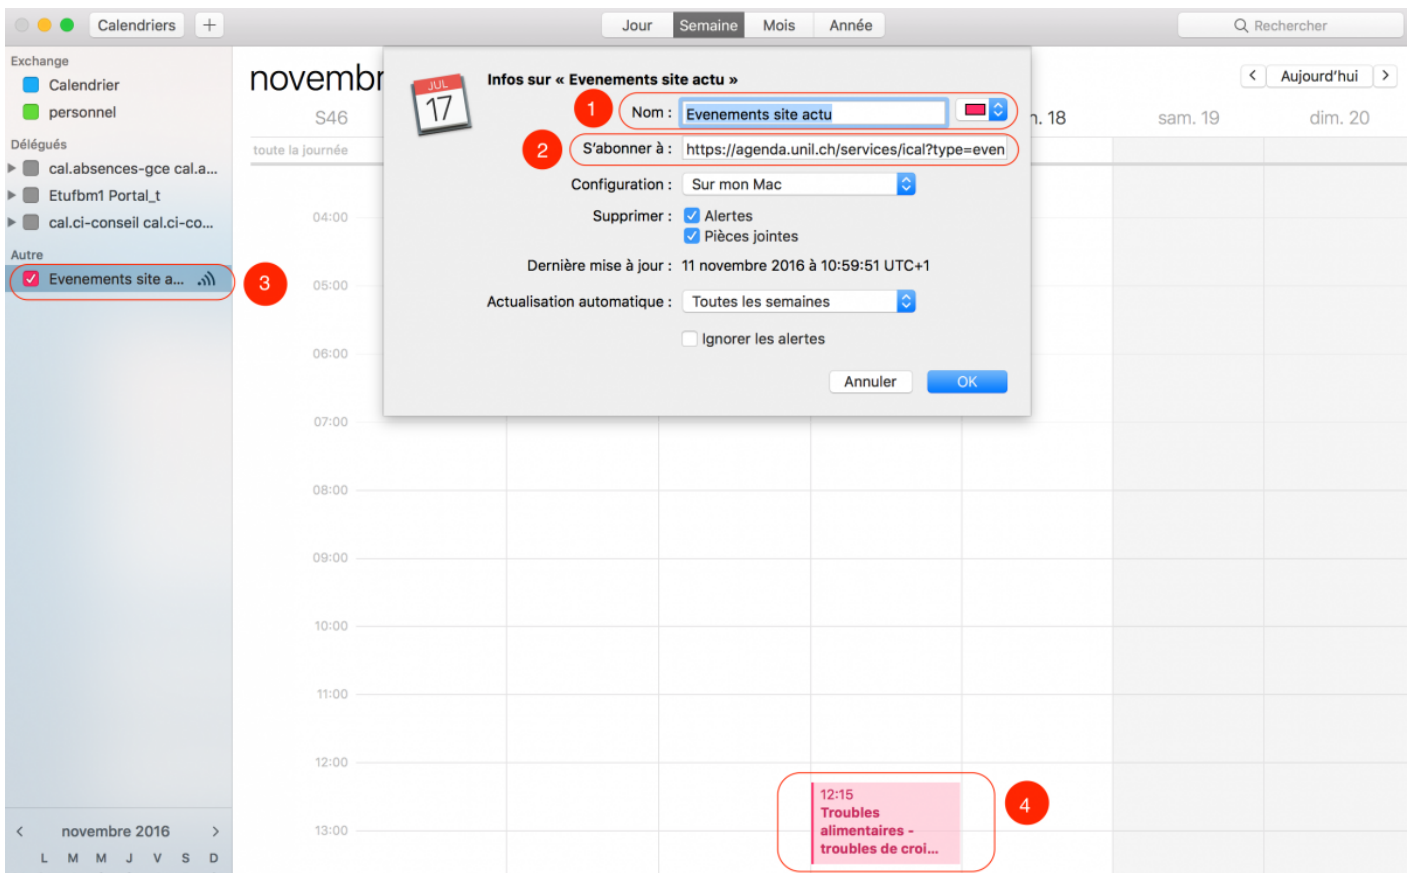 Calendriers +
Jour Semaine Mois Année
Rechercher
Exchange
Calendrier
personnel
Délégués
cal.absences-gce cal.a...
Etufbm1 Portal_t
cal.ci-conseil cal.ci-co...
Autre
Evenements site a...
3
novembr
S46
toute la journée
< Aujourd'hui >
n. 18 sam. 19 dim. 20
JUL
17
Infos sur « Evenements site actu »
1
Nom : Evenements site actu
2
S'abonner à : https://agenda.unil.ch/services/ical?type=even
Configuration : Sur mon Mac
Supprimer : Alertes
Pièces jointes
Dernière mise à jour : 11 novembre 2016 à 10:59:51 UTC+1
Actualisation automatique : Toutes les semaines
Ignorer les alertes
Annuler OK
04:00
05:00
06:00
07:00
08:00
09:00
10:00
11:00
12:00
13:00
12:15
Troubles
alimentaires -
troubles de croi...
4
< novembre 2016 >
L M M J V S D